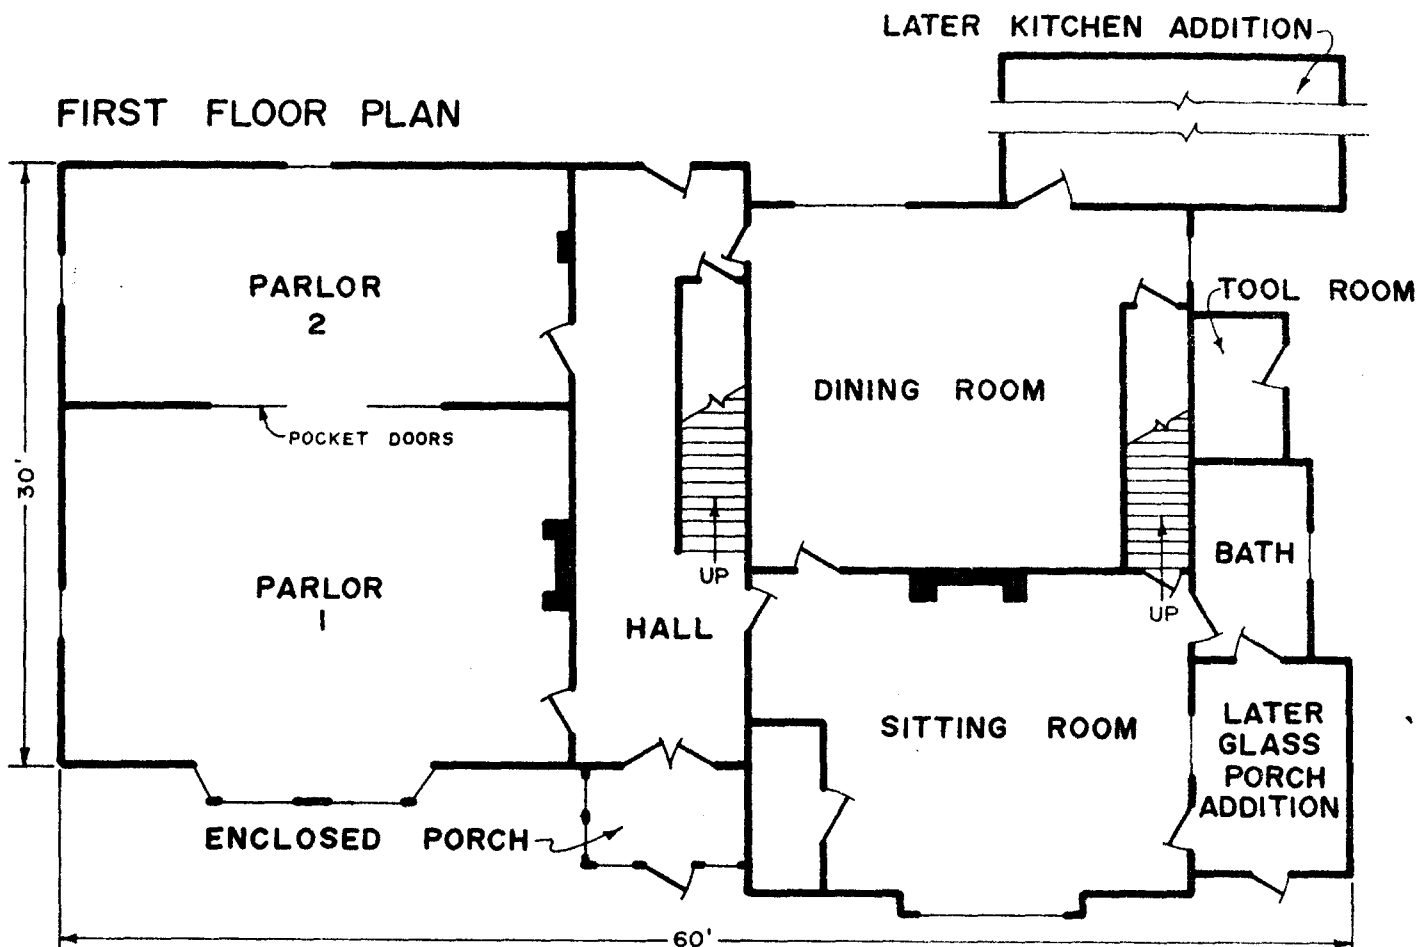 LATER KITCHEN ADDITION
FIRST FLOOR PLAN
PARLOR
2
TOOL ROOM
DINING ROOM
POCKET DOORS
30'
BATH
UP
PARLOR
1
HALL
UP
SITTING ROOM
LATER
GLASS
PORCH
ADDITION
ENCLOSED PORCH
60'